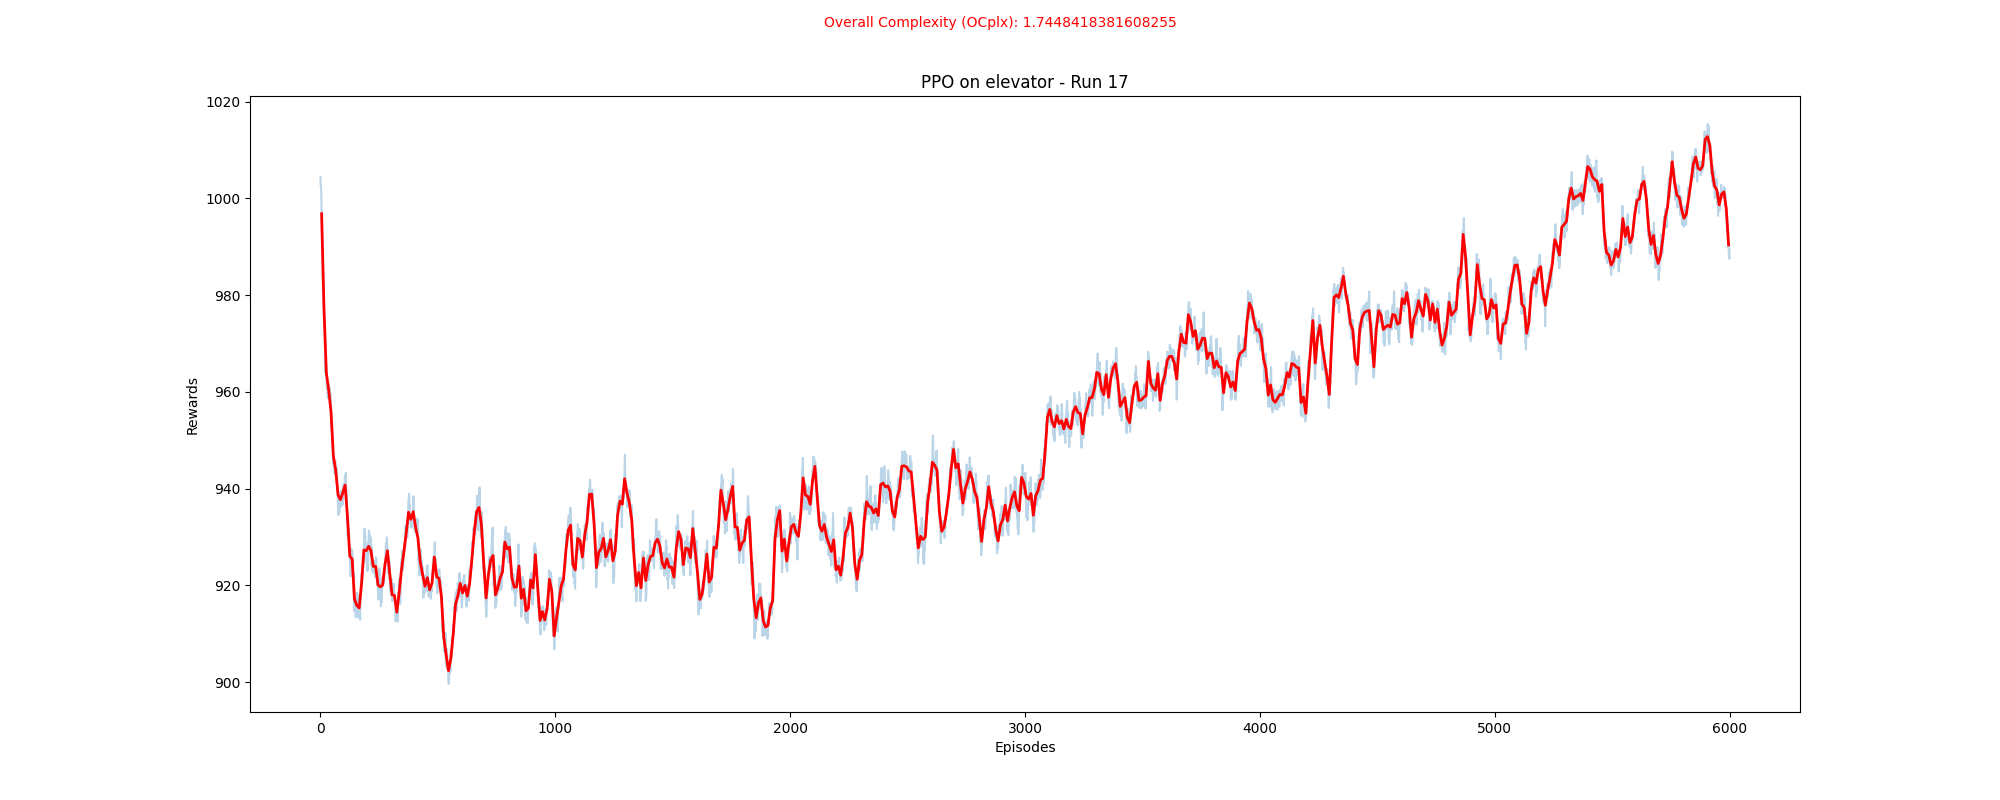 Overall Complexity (OCplx): 1.7448418381608255
PPO on elevator - Run 17
1020
1000
980
960
940
920
900
Rewards
0 1000 2000 3000 4000 5000 6000
Episodes